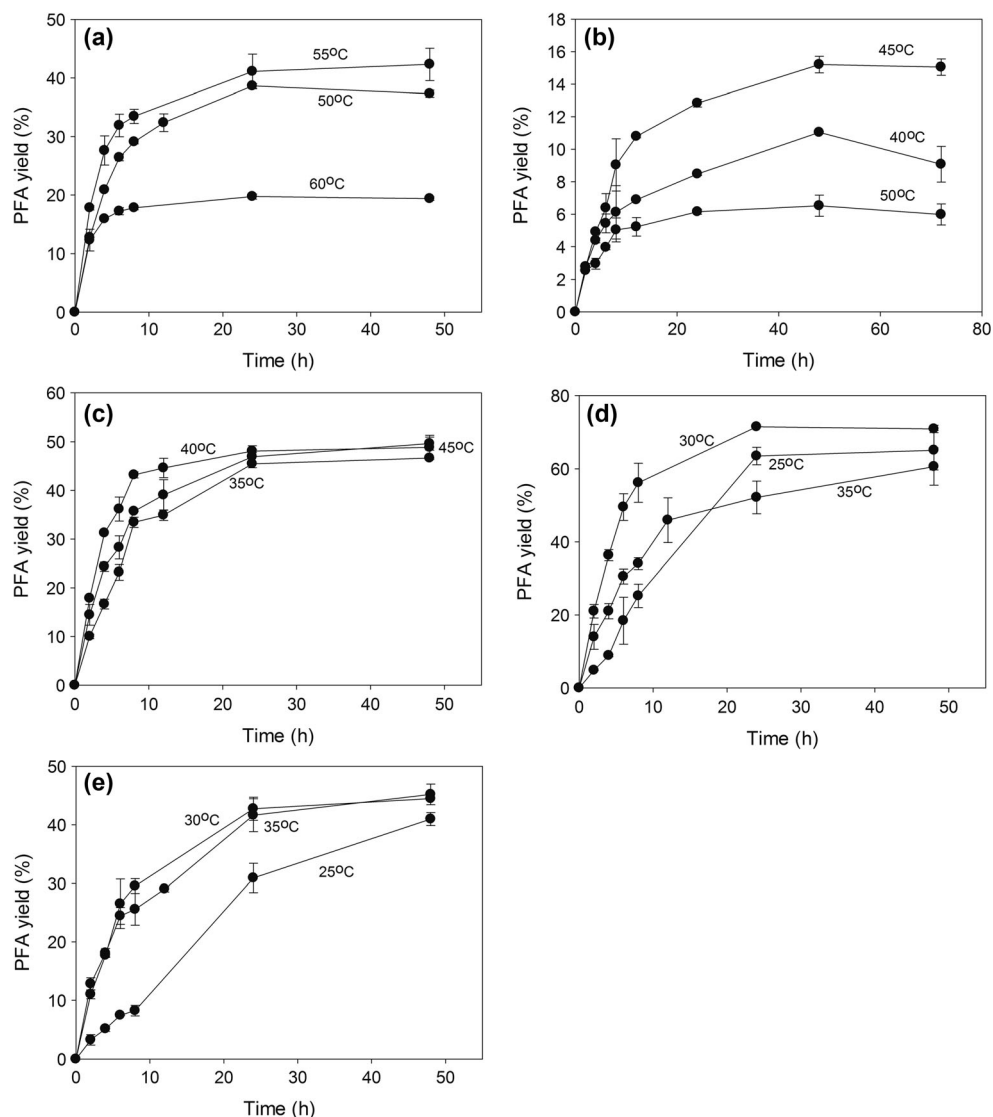 (a)
PFA yield (%)
50
40
30
20
10
0
55oC
50oC
60oC
0 10 20 30 40 50
Time (h)
(b)
PFA yield (%)
18
16
14
12
10
8
6
4
2
0
45oC
40oC
50oC
0 20 40 60 80
Time (h)
(c)
PFA yield (%)
60
50
40
30
20
10
0
40oC
45oC
35oC
0 10 20 30 40 50
Time (h)
(d)
PFA yield (%)
80
60
40
20
0
30oC
25oC
35oC
0 10 20 30 40 50
Time (h)
(e)
PFA yield (%)
50
40
30
20
10
0
30oC
35oC
25oC
0 10 20 30 40 50
Time (h)